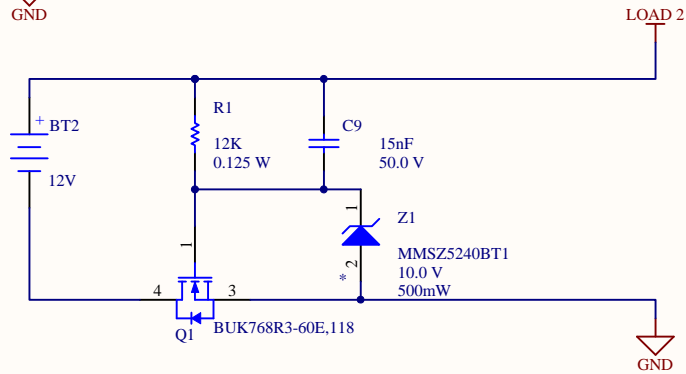 GND
LOAD 2
R1
+
BT2
C9
12K
15nF
0.125 W
50.0 V
12V
1
1
Z1
MMSZ5240BT1
2
10.0 V
*
500mW
4
3
Q1
BUK768R3-60E,118
GND